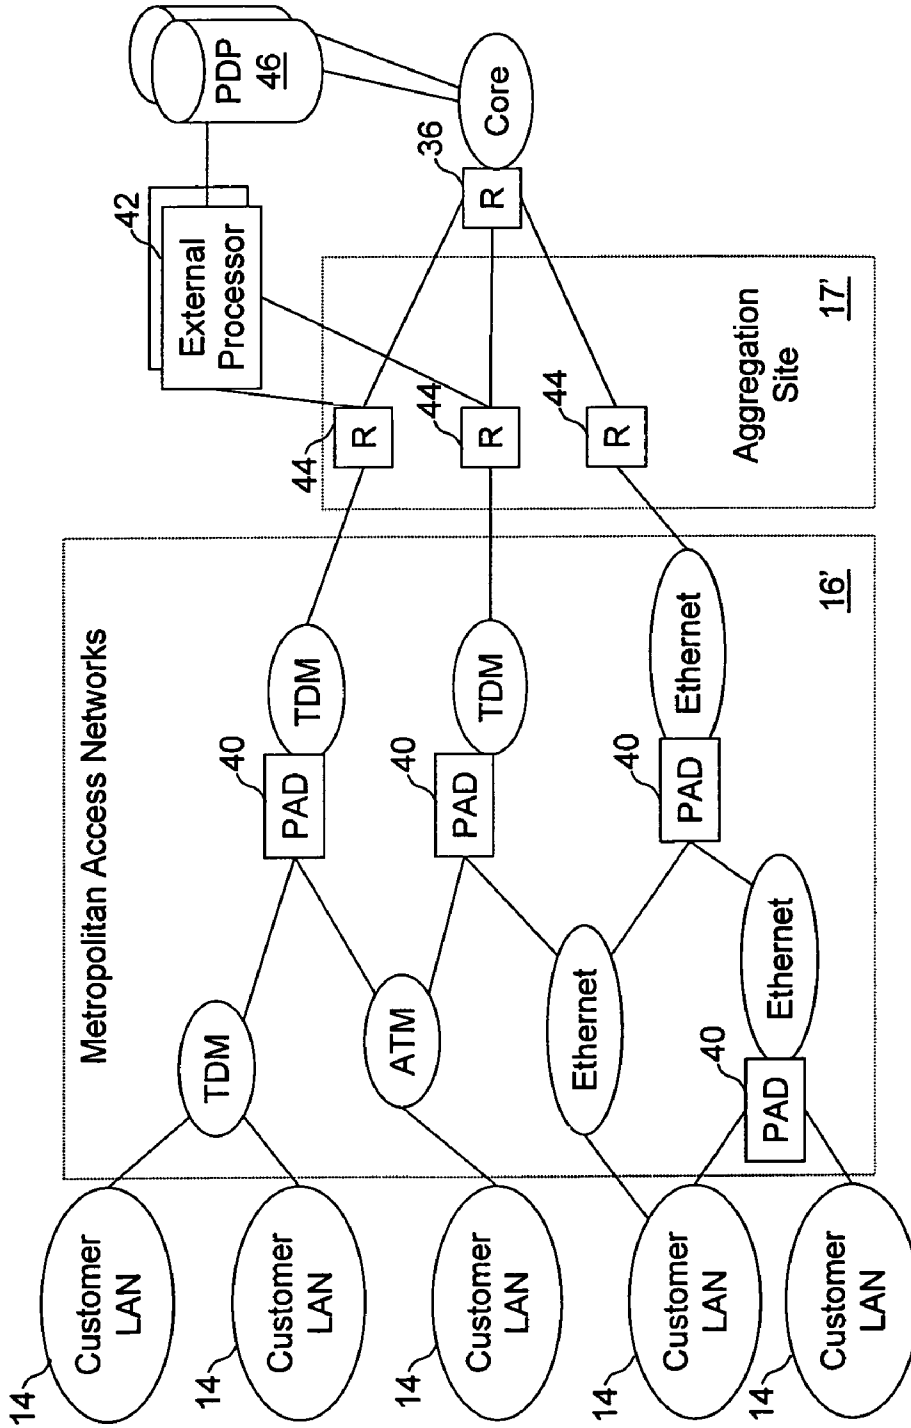 Metropolitan Access Networks
14
Customer
LAN
14
Customer
LAN
14
Customer
LAN
14
Customer
LAN
14
Customer
LAN
TDM
ATM
Ethernet
40
PAD
Ethernet
40
PAD
TDM
40
PAD
TDM
40
PAD
Ethernet
16'
44
R
44
R
44
R
Aggregation
Site
17'
42
External
Processor
PDP
46
36
R
Core